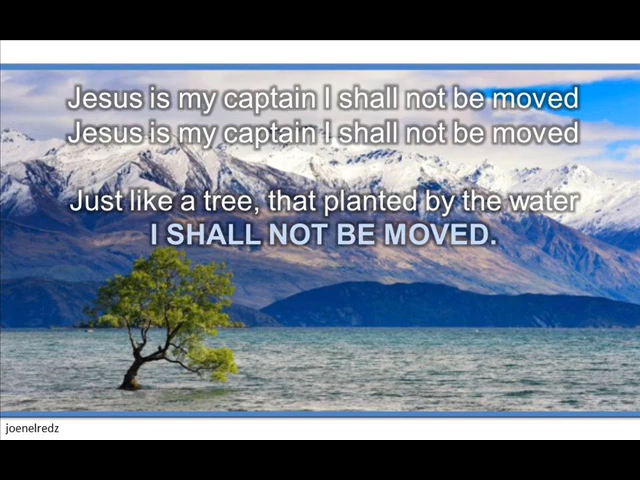 Jesus is my captain I shall not be moved
Jesus is my captain I shall not be moved
Just like a tree, that planted by the water
I SHALL NOT BE MOVED.
joenelredz